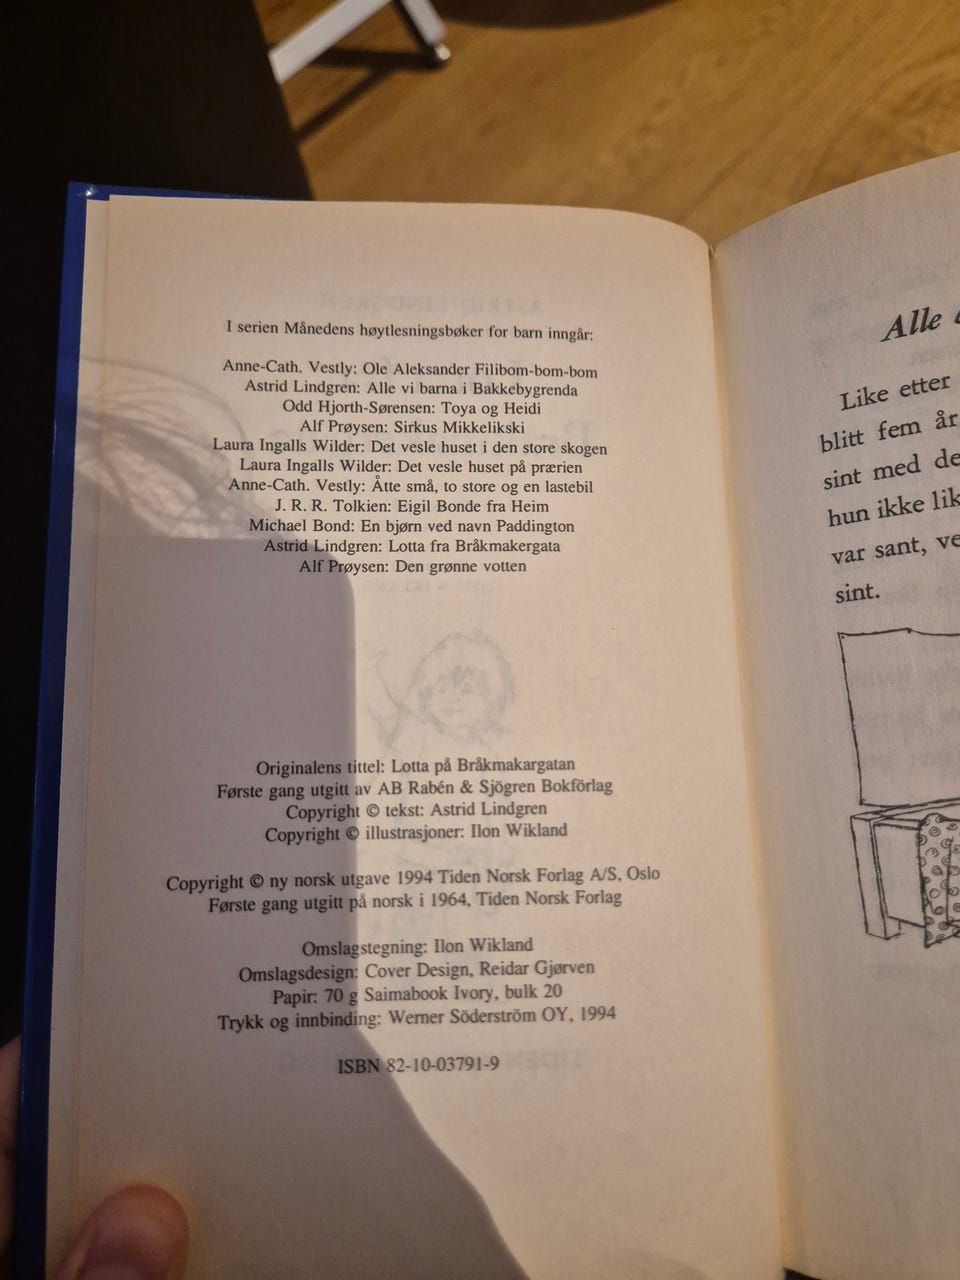 I serien Månedens høytlesningsbøker for barn inngår:
Anne-Cath. Vestly: Ole Aleksander Filibom-bom-bom
Astrid Lindgren: Alle vi barna i Bakkebygrenda
Odd Hjorth-Sørensen: Toya og Heidi
Alf Prøysen: Sirkus Mikkelikski
Laura Ingalls Wilder: Det vesle huset i den store skogen
Laura Ingalls Wilder: Det vesle huset på prærien
Anne-Cath. Vestly: Åtte små, to store og en lastebil
J. R. R. Tolkien: Eigil Bonde fra Heim
Michael Bond: En bjørn ved navn Paddington
Astrid Lindgren: Lotta fra Bråkmakergata
Alf Prøysen: Den grønne votten
Originalens tittel: Lotta på Bråkmakargatan
Første gang utgitt av AB Rabén & Sjögren Bokförlag
Copyright © tekst: Astrid Lindgren
Copyright © illustrasjoner: Ilon Wikland
Copyright © ny norsk utgave 1994 Tiden Norsk Forlag A/S, Oslo
Første gang utgitt på norsk i 1964, Tiden Norsk Forlag
Omslagstegning: Ilon Wikland
Omslagsdesign: Cover Design, Reidar Gjørven
Papir: 70 g Saimabook Ivory, bulk 20
Trykk og innbinding: Werner Söderström OY, 1994
ISBN 82-10-03791-9
Alle
Like etter
blitt fem år
sint med
hun ikke
var sant,
sint.